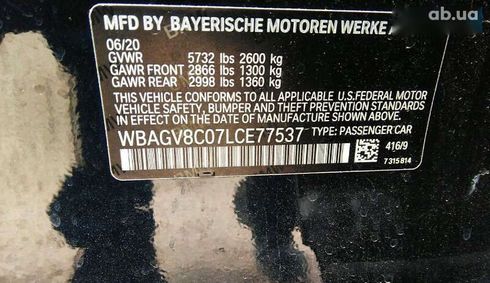 ab.ua
MFD BY BAYERISCHE MOTOREN WERKE
06/20
GVWR 5732 lbs 2600 kg
GAWR FRONT 2866 lbs 1300 kg
GAWR REAR 2998 lbs 1360 kg
THIS VEHICLE CONFORMS TO ALL APPLICABLE U.S.FEDERAL MOTOR
VEHICLE SAFETY, BUMPER AND THEFT PREVENTION STANDARDS
IN EFFECT ON THE DATE OF MANUFACTURE SHOWN ABOVE.
WBAGV8C07LCE77537 TYPE: PASSENGER CAR
416/9
7 315 814